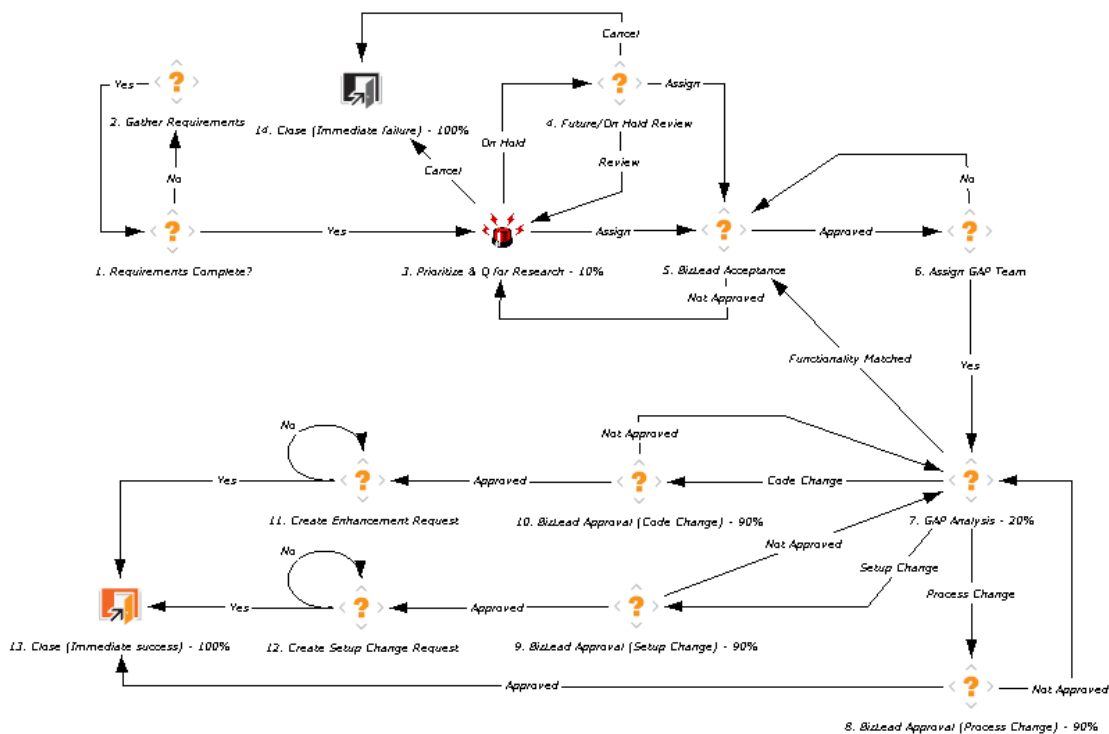 Cancel
Yes
Assign
2. Gather Requirements
14. Close (Immediate failure) - 100%
On Hold
4. Future/On Hold Review
Cancel
Review
No
No
Yes
Assign
Approved
1. Requirements Complete?
3. Prioritize & Q for Research - 10%
5. BizLead Acceptance
6. Assign GAP Team
Not Approved
Functionality Matched
Yes
No
Not Approved
Yes
Approved
Code Change
11. Create Enhancement Request
10. BizLead Approval (Code Change) - 90%
7. GAP Analysis - 20%
No
Not Approved
Setup Change
Process Change
Yes
Approved
13. Close (Immediate success) - 100%
12. Create Setup Change Request
9. BizLead Approval (Setup Change) - 90%
Approved
Not Approved
8. BizLead Approval (Process Change) - 90%